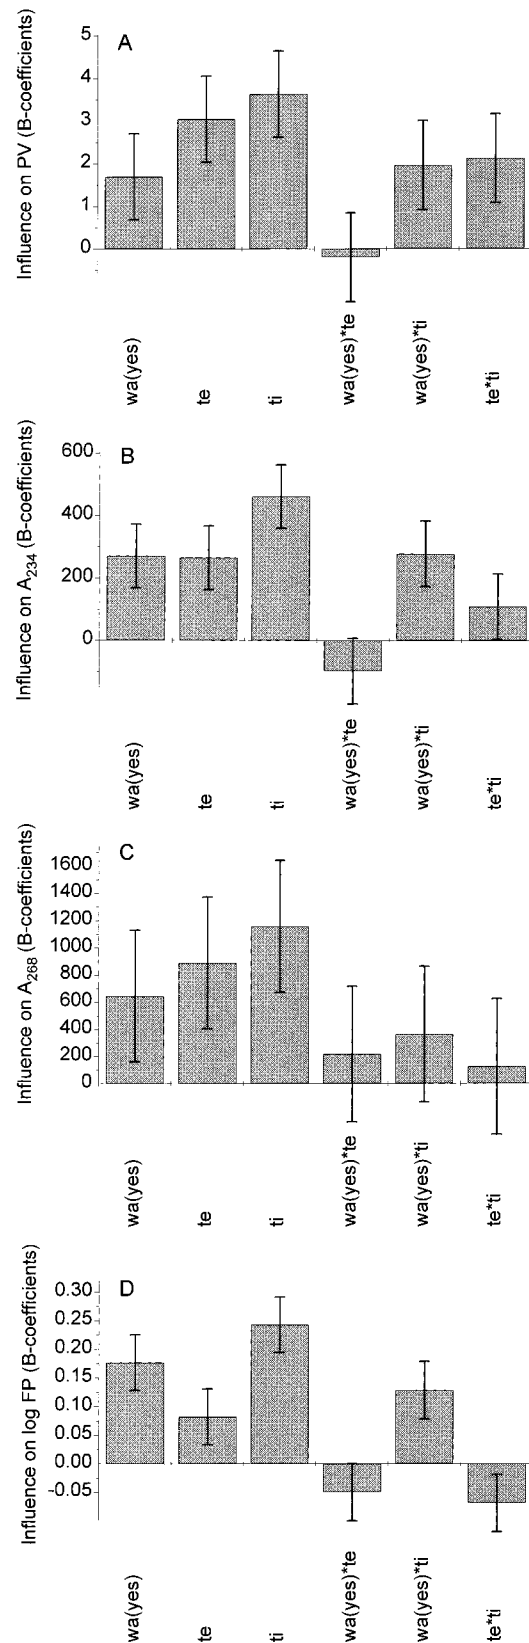 A
Influence on PV (B-coefficients)
5
4
3
2
1
0
wa(yes)
te
ti
wa(yes)*te
wa(yes)*ti
te*ti
B
Influence on A234 (B-coefficients)
600
400
200
0
wa(yes)
te
ti
wa(yes)*te
wa(yes)*ti
te*ti
C
Influence on A268 (B-coefficients)
1600
1400
1200
1000
800
600
400
200
0
wa(yes)
te
ti
wa(yes)*te
wa(yes)*ti
te*ti
D
Influence on log FP (B-coefficients)
0.30
0.25
0.20
0.15
0.10
0.05
0.00
-0.05
wa(yes)
te
ti
wa(yes)*te
wa(yes)*ti
te*ti